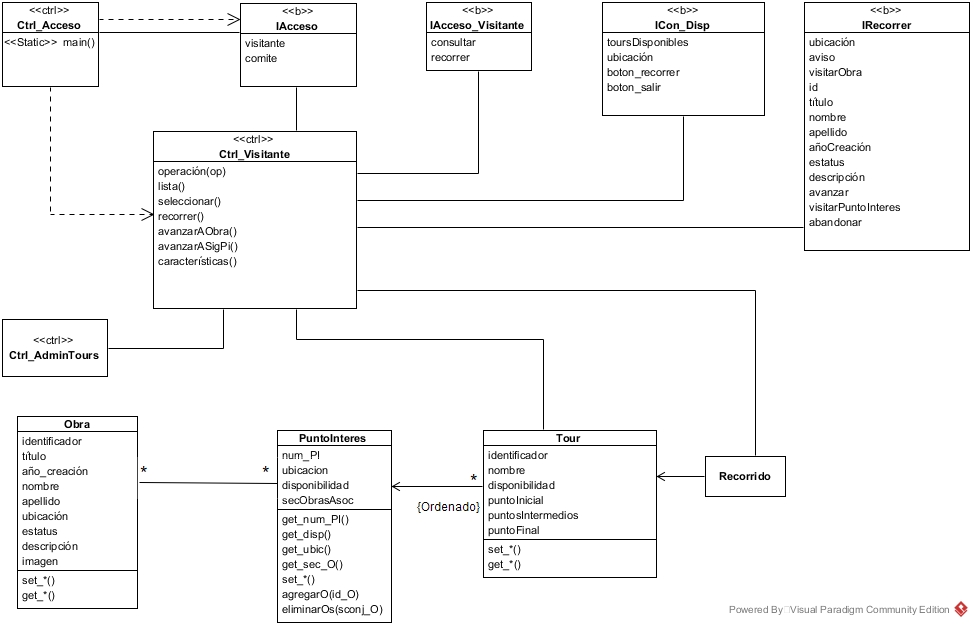 <<ctrl>>
Ctrl_Acceso
<<Static>> main()
<<b>>
IAcceso
visitante
comite
<<b>>
IAcceso_Visitante
consultar
recorrer
<<b>>
ICon_Disp
toursDisponibles
ubicación
boton_recorrer
boton_salir
<<b>>
IRecorrer
ubicación
aviso
visitarObra
id
título
nombre
apellido
añoCreación
estatus
descripción
avanzar
visitarPuntoInteres
abandonar
<<ctrl>>
Ctrl_Visitante
operación(op)
lista()
seleccionar()
recorrer()
avanzarAObra()
avanzarASigPi()
características()
<<ctrl>>
Ctrl_AdminTours
Obra
identificador
título
año_creación
nombre
apellido
ubicación
estatus
descripción
imagen
set_*()
get_*()
*
*
PuntoInteres
num_PI
ubicacion
disponibilidad
secObrasAsoc
get_num_PI()
get_disp()
get_ubic()
get_sec_O()
set_*()
agregarO(id_O)
eliminarOs(sconj_O)
*
{Ordenado}
Tour
identificador
nombre
disponibilidad
puntoInicial
puntosIntermedios
puntoFinal
set_*()
get_*()
Recorrido
Powered By Visual Paradigm Community Edition